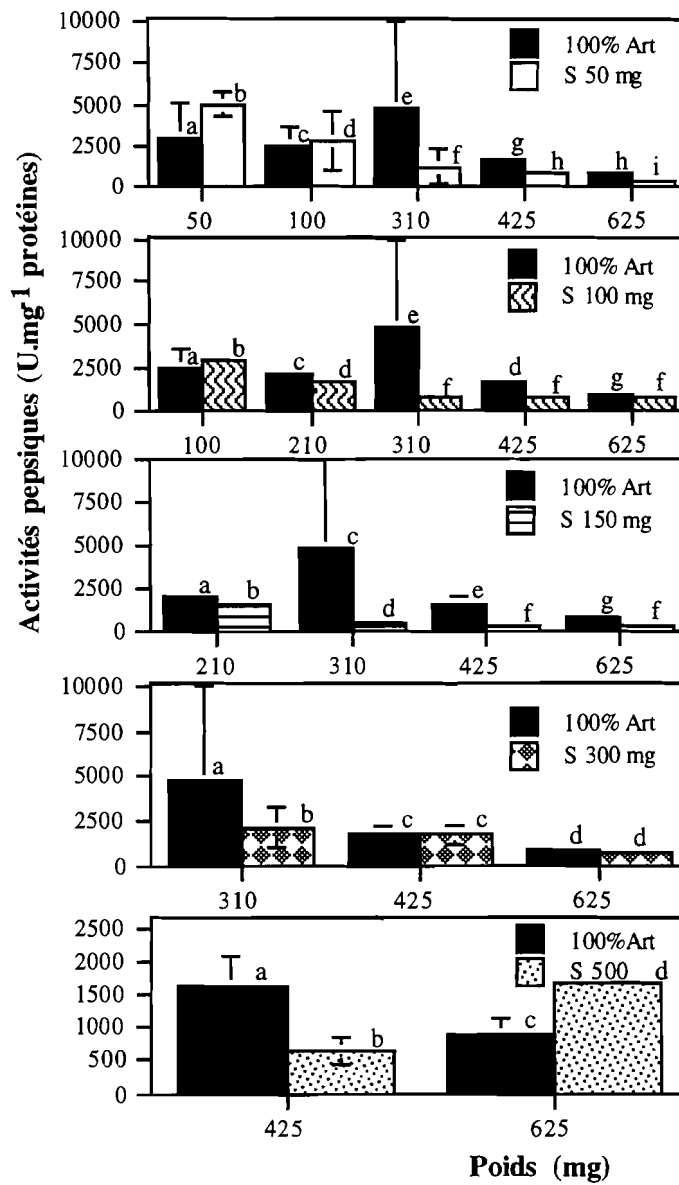 Activités pepsiques (U.mg-1 protéines)
10000
7500
5000
2500
0
100% Art
S 50 mg
a b c d e f g h h i
50 100 310 425 625
10000
7500
5000
2500
0
100% Art
S 100 mg
a b c d e f d f g f
100 210 310 425 625
10000
7500
5000
2500
0
100% Art
S 150 mg
a b c d e f g f
210 310 425 625
10000
7500
5000
2500
0
100% Art
S 300 mg
a b c c d d
310 425 625
2500
2000
1500
1000
500
0
100%Art
S 500
a b c d
425 625
Poids (mg)